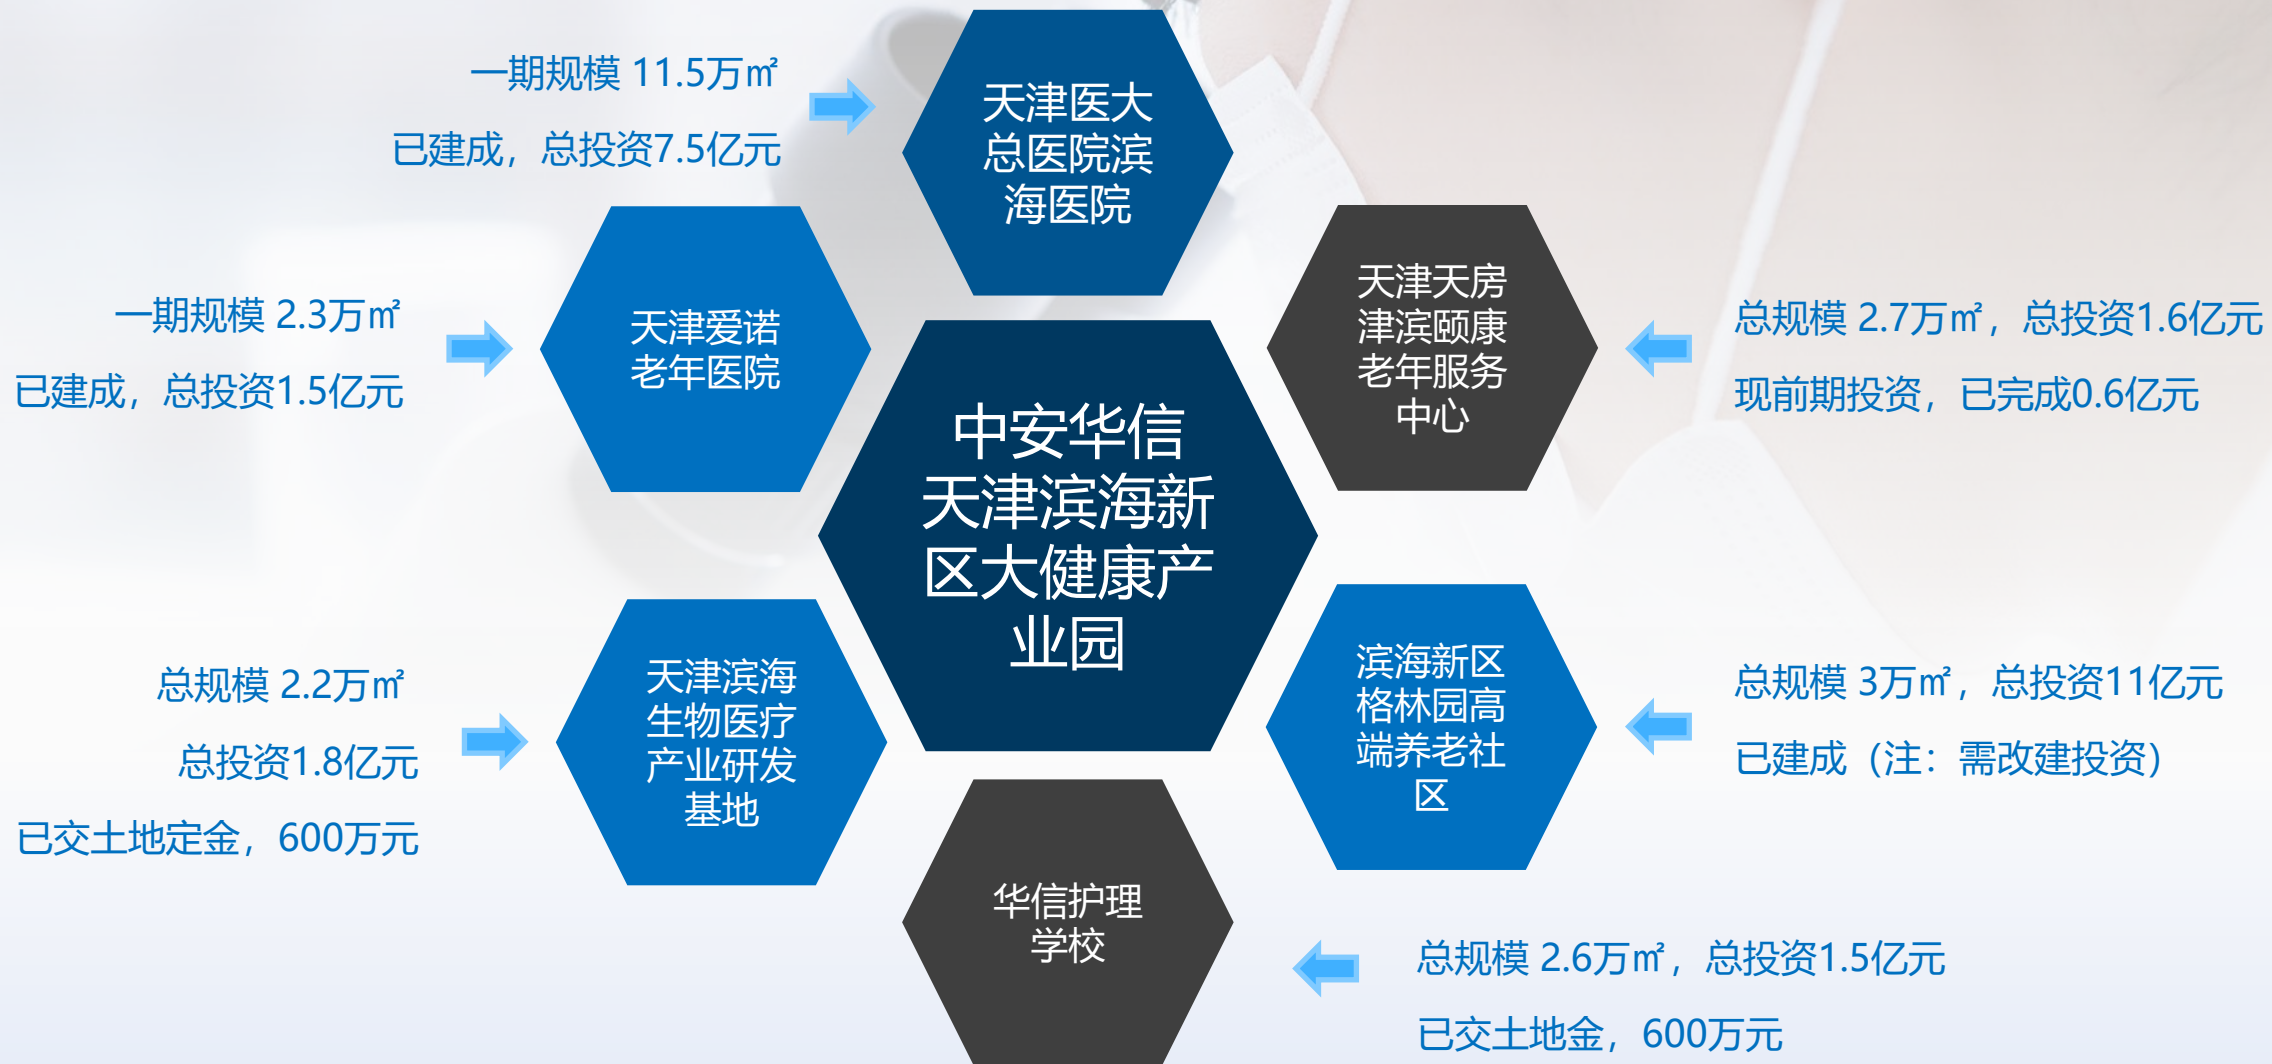 一期规模 11.5万㎡
已建成，总投资7.5亿元
天津医大
总医院滨
海医院
一期规模 2.3万㎡
已建成，总投资1.5亿元
天津爱诺
老年医院
天津天房
津滨颐康
老年服务
中心
总规模 2.7万㎡，总投资1.6亿元
现前期投资，已完成0.6亿元
中安华信
天津滨海新
区大健康产
业园
总规模 2.2万㎡
总投资1.8亿元
已交土地定金，600万元
天津滨海
生物医疗
产业研发
基地
滨海新区
格林园高
端养老社
区
总规模 3万㎡，总投资11亿元
已建成（注：需改建投资）
华信护理
学校
总规模 2.6万㎡，总投资1.5亿元
已交土地金，600万元